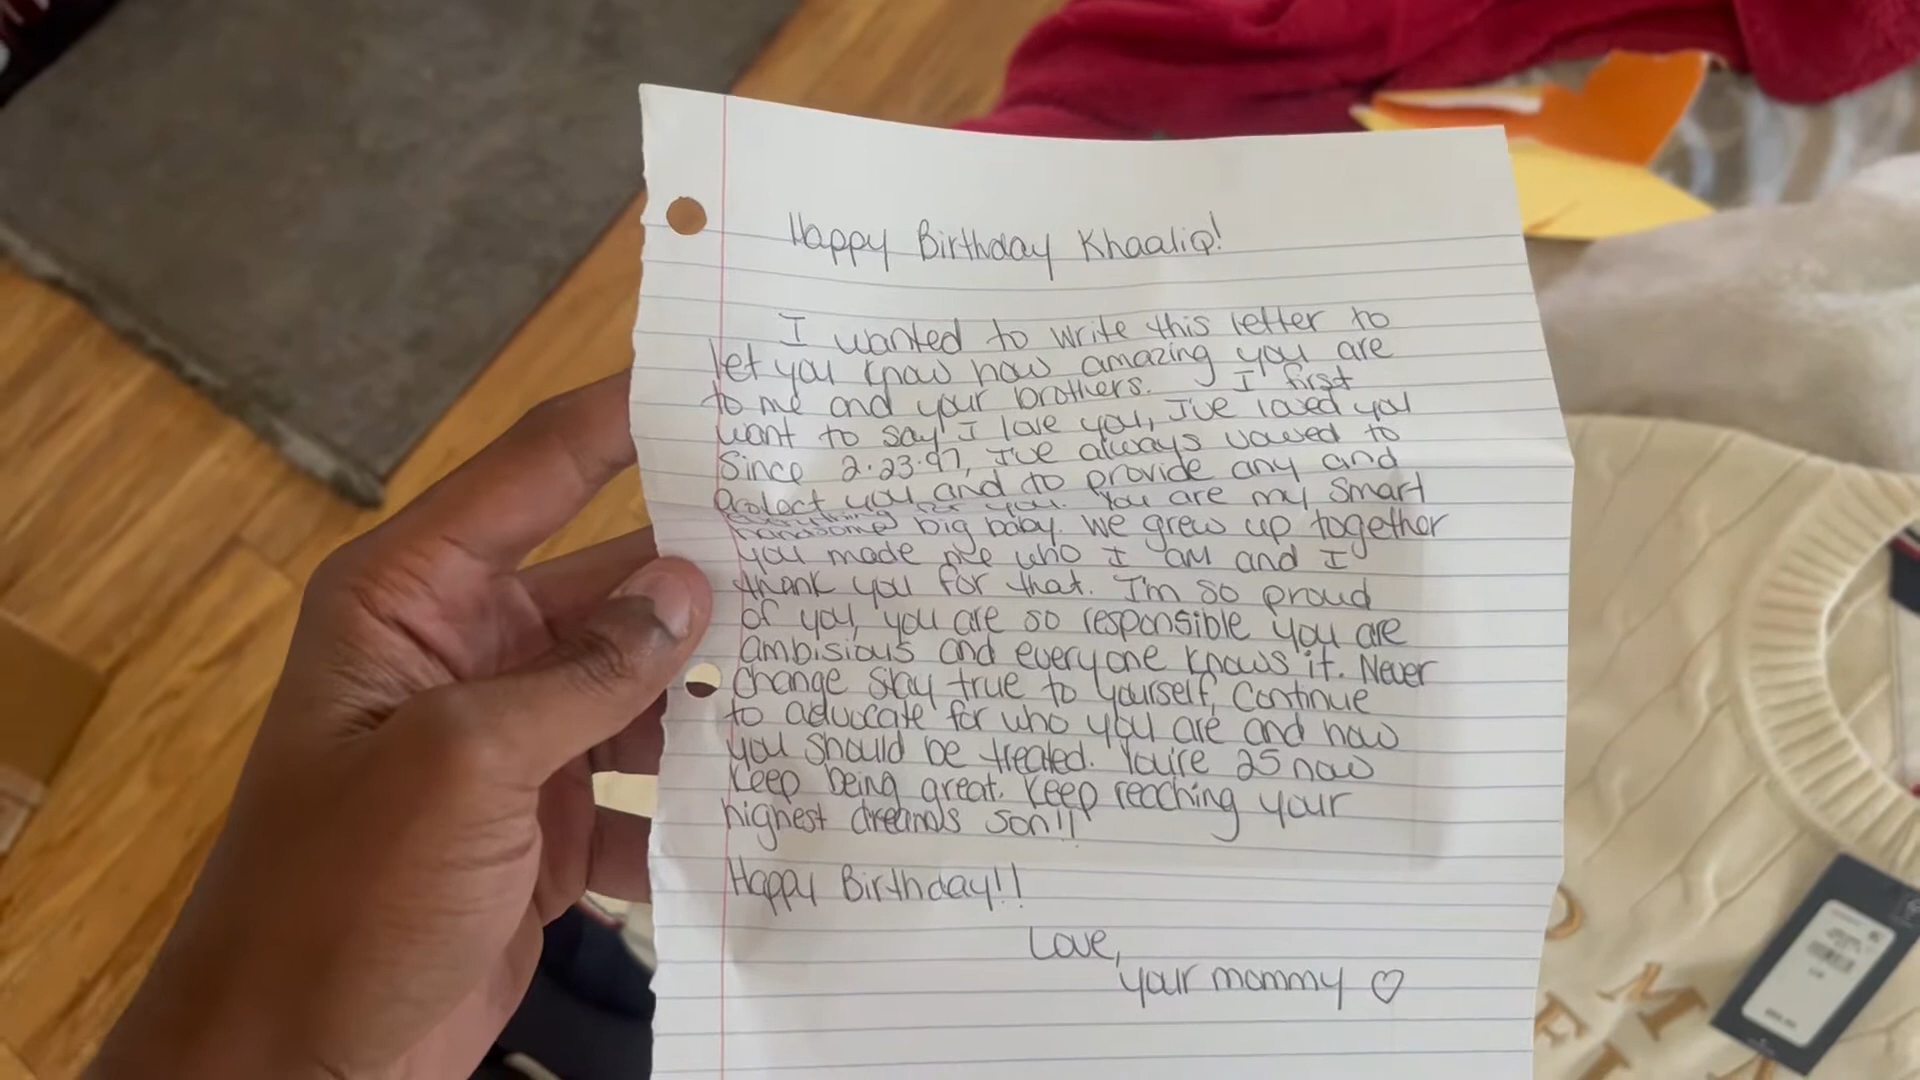 Happy Birthday Khaaliq!
I wanted to write this letter to
let you know how amazing you are
to me and your brothers. I first
want to say I love you, I've loved you
Since 2.23.97, I've always vowed to
Protect you and to provide any and
everything for you. You are my smart
handsome big baby. We grew up together
you made me who I am and I
thank you for that. I'm so proud
of you, you are so responsible you are
ambisious and everyone knows it. Never
change stay true to yourself, Continue
to advocate for who you are and how
you should be treated. You're 25 now
Keep being great. Keep reaching your
highest dreams son!!
Happy Birthday!!
Love,
your mommy ♡